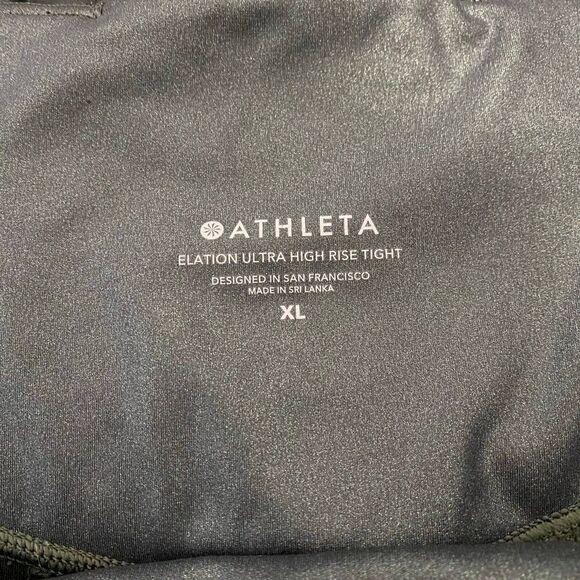 ATHLETA
ELATION ULTRA HIGH RISE TIGHT
DESIGNED IN SAN FRANCISCO
MADE IN SRI LANKA
XL